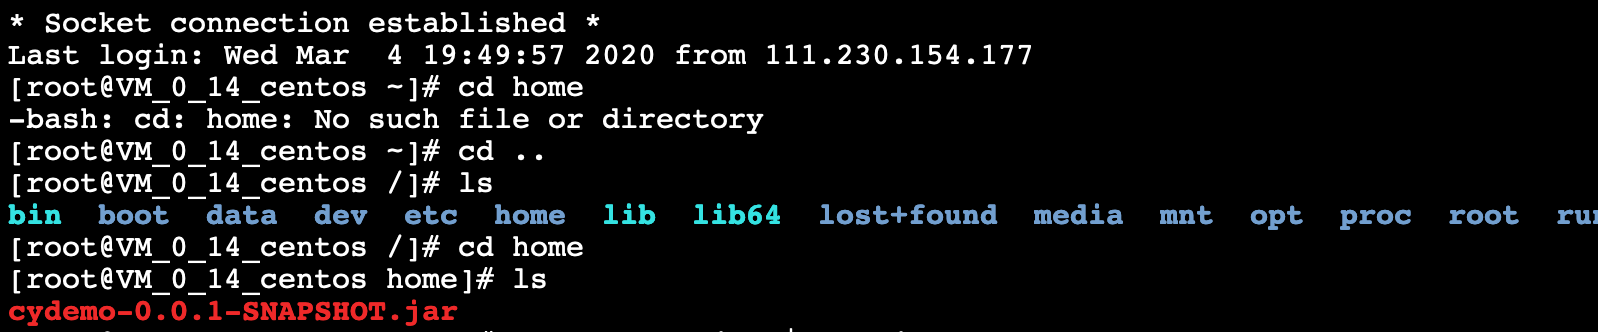 * Socket connection established *
Last login: Wed Mar  4 19:49:57 2020 from 111.230.154.177
[root@VM_0_14_centos ~]# cd home
-bash: cd: home: No such file or directory
[root@VM_0_14_centos ~]# cd ..
[root@VM_0_14_centos /]# ls
bin  boot  data  dev  etc  home  lib  lib64  lost+found  media  mnt  opt  proc  root
[root@VM_0_14_centos /]# cd home
[root@VM_0_14_centos home]# ls
cydemo-0.0.1-SNAPSHOT.jar